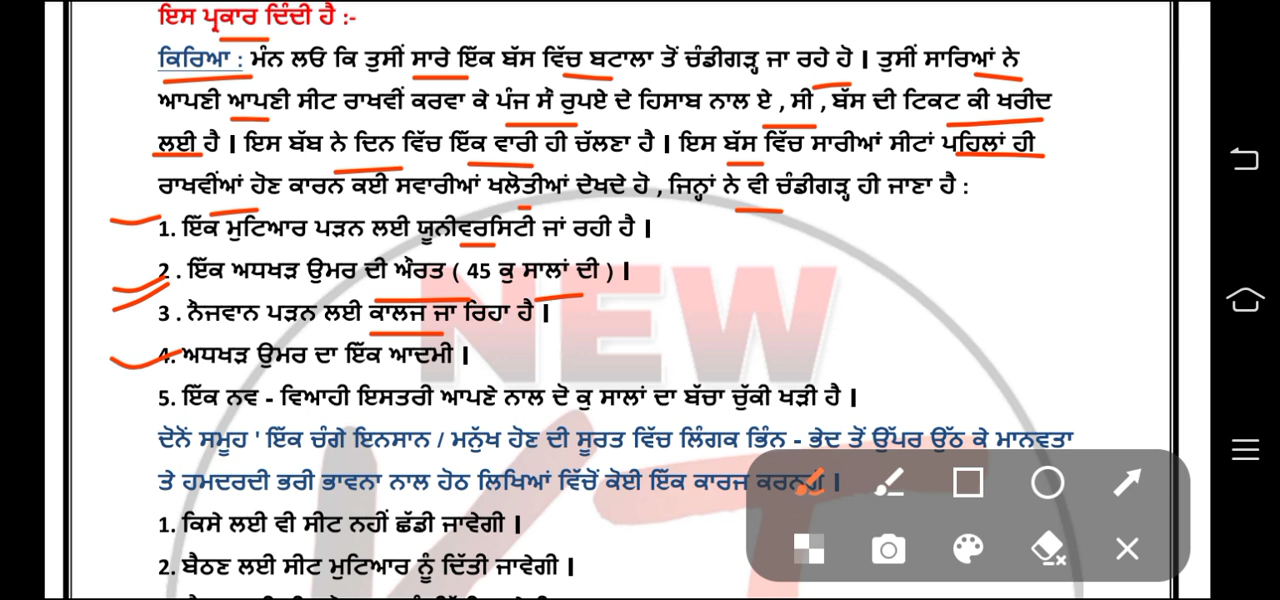 ਇਸ ਪ੍ਰਕਾਰ ਦਿੰਦੀ ਹੈ :-
ਕਿਰਿਆ : ਮੰਨ ਲਓ ਕਿ ਤੁਸੀਂ ਸਾਰੇ ਇੱਕ ਬੱਸ ਵਿੱਚ ਬਟਾਲਾ ਤੋਂ ਚੰਡੀਗੜ੍ਹ ਜਾ ਰਹੇ ਹੋ | ਤੁਸੀਂ ਸਾਰਿਆਂ ਨੇ
ਆਪਣੀ ਆਪਣੀ ਸੀਟ ਰਾਖਵੀਂ ਕਰਵਾ ਕੇ ਪੰਜ ਸੌ ਰੁਪਏ ਦੇ ਹਿਸਾਬ ਨਾਲ ਏ , ਸੀ , ਬੱਸ ਦੀ ਟਿਕਟ ਕੀ ਖਰੀਦ
ਲਈ ਹੈ | ਇਸ ਬੱਬ ਨੇ ਦਿਨ ਵਿੱਚ ਇੱਕ ਵਾਰੀ ਹੀ ਚੱਲਣਾ ਹੈ | ਇਸ ਬੱਸ ਵਿੱਚ ਸਾਰੀਆਂ ਸੀਟਾਂ ਪਹਿਲਾਂ ਹੀ
ਰਾਖਵੀਂਆਂ ਹੋਣ ਕਾਰਨ ਕਈ ਸਵਾਰੀਆਂ ਖਲੋਤੀਆਂ ਦੇਖਦੇ ਹੋ , ਜਿਨ੍ਹਾਂ ਨੇ ਵੀ ਚੰਡੀਗੜ੍ਹ ਹੀ ਜਾਣਾ ਹੈ :
1. ਇੱਕ ਮੁਟਿਆਰ ਪੜਨ ਲਈ ਯੂਨੀਵਰਸਿਟੀ ਜਾਂ ਰਹੀ ਹੈ |
2 . ਇੱਕ ਅਧਖੜ ਉਮਰ ਦੀ ਔਰਤ ( 45 ਕੁ ਸਾਲਾਂ ਦੀ ) |
3 . ਨੌਜਵਾਨ ਪੜਨ ਲਈ ਕਾਲਜ ਜਾ ਰਿਹਾ ਹੈ |
4. ਅਧਖੜ ਉਮਰ ਦਾ ਇੱਕ ਆਦਮੀ |
5. ਇੱਕ ਨਵ - ਵਿਆਹੀ ਇਸਤਰੀ ਆਪਣੇ ਨਾਲ ਦੋ ਕੁ ਸਾਲਾਂ ਦਾ ਬੱਚਾ ਚੁੱਕੀ ਖੜੀ ਹੈ |
ਦੋਨੋਂ ਸਮੂਹ ' ਇੱਕ ਚੰਗੇ ਇਨਸਾਨ / ਮਨੁੱਖ ਹੋਣ ਦੀ ਸੂਰਤ ਵਿੱਚ ਲਿੰਗਕ ਭਿੰਨ - ਭੇਦ ਤੋਂ ਉੱਪਰ ਉੱਠ ਕੇ ਮਾਨਵਤਾ
ਤੇ ਹਮਦਰਦੀ ਭਰੀ ਭਾਵਨਾ ਨਾਲ ਹੇਠ ਲਿਖਿਆਂ ਵਿੱਚੋਂ ਕੋਈ ਇੱਕ ਕਾਰਜ ਕਰਨਗੇ |
1. ਕਿਸੇ ਲਈ ਵੀ ਸੀਟ ਨਹੀਂ ਛੱਡੀ ਜਾਵੇਗੀ |
2. ਬੈਠਣ ਲਈ ਸੀਟ ਮੁਟਿਆਰ ਨੂੰ ਦਿੱਤੀ ਜਾਵੇਗੀ |
NEW